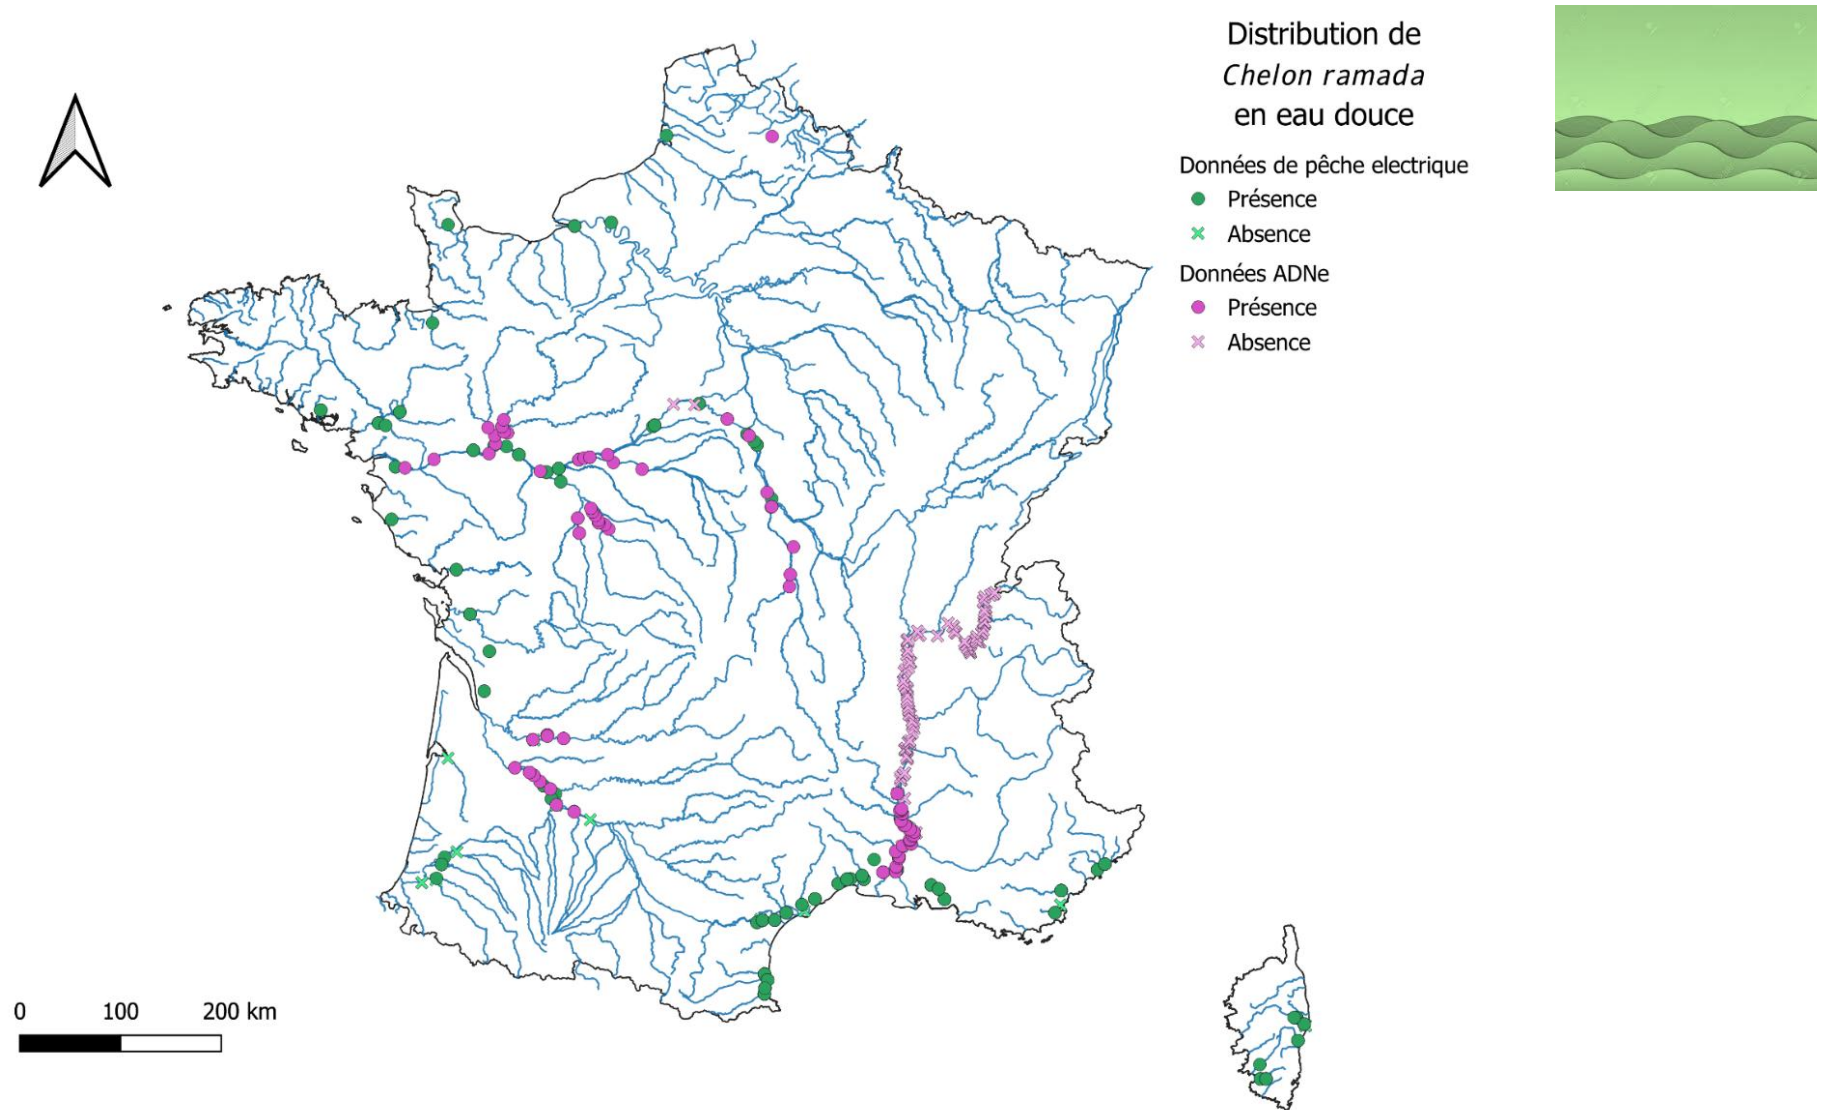 Distribution de
Chelon ramada
en eau douce
Données de pêche electrique
Présence
Absence
Données ADNe
Présence
Absence
0 100 200 km